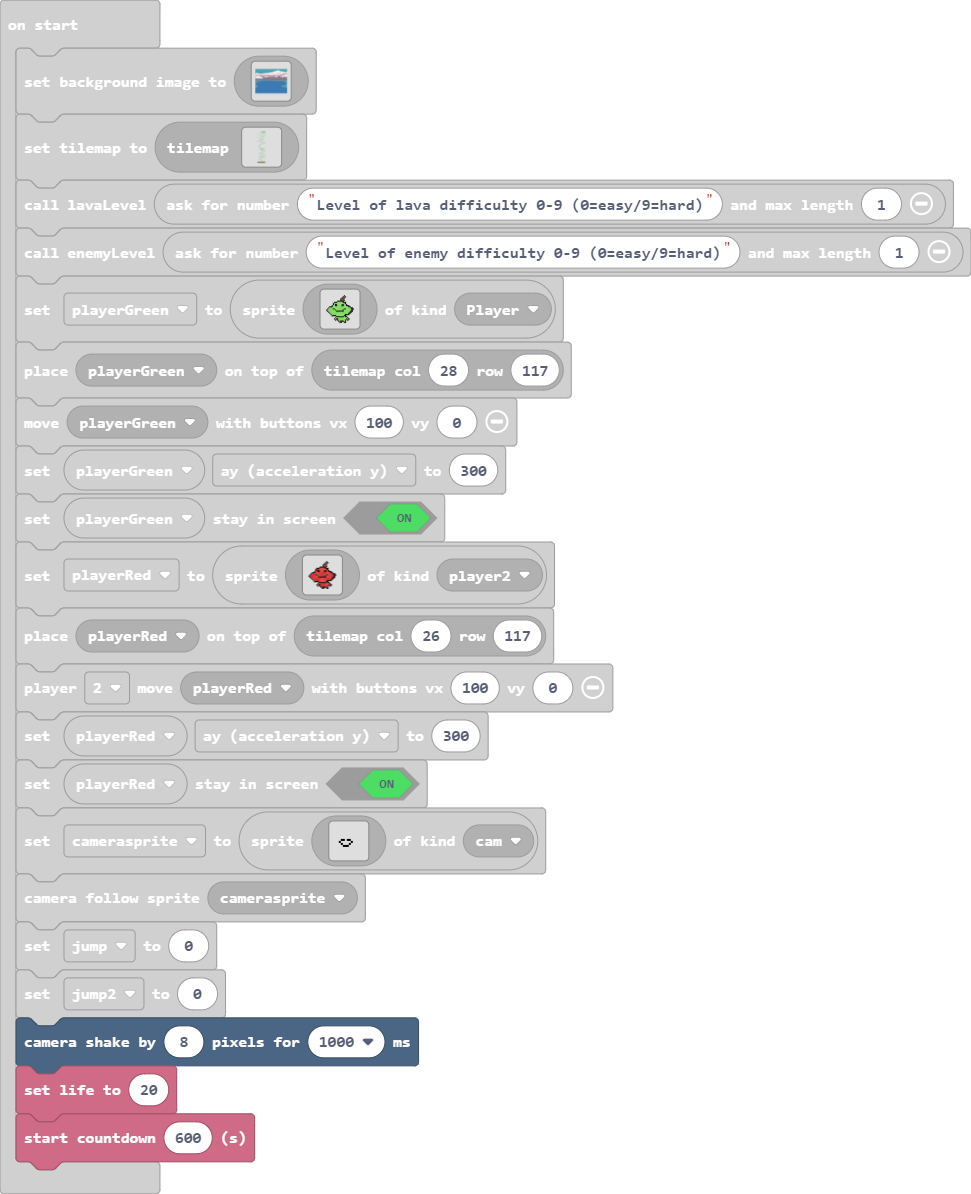 on start
set background image to
set tilemap to tilemap
call lavaLevel ask for number "Level of lava difficulty 0-9 (0=easy/9=hard)" and max length 1
call enemyLevel ask for number "Level of enemy difficulty 0-9 (0=easy/9=hard)" and max length 1
set playerGreen to sprite of kind Player
place playerGreen on top of tilemap col 28 row 117
move playerGreen with buttons vx 100 vy 0
set playerGreen ay (acceleration y) to 300
set playerGreen stay in screen ON
set playerRed to sprite of kind player2
place playerRed on top of tilemap col 26 row 117
player 2 move playerRed with buttons vx 100 vy 0
set playerRed ay (acceleration y) to 300
set playerRed stay in screen ON
set camerasprite to sprite of kind cam
camera follow sprite camerasprite
set jump to 0
set jump2 to 0
camera shake by 8 pixels for 1000 ms
set life to 20
start countdown 600 (s)